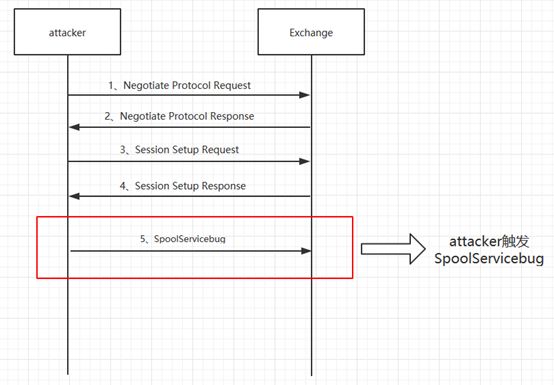 attacker
Exchange
1、Negotiate Protocol Request
2、Negotiate Protocol Response
3、Session Setup Request
4、Session Setup Response
5、SpoolServicebug
attacker触发
SpoolServicebug